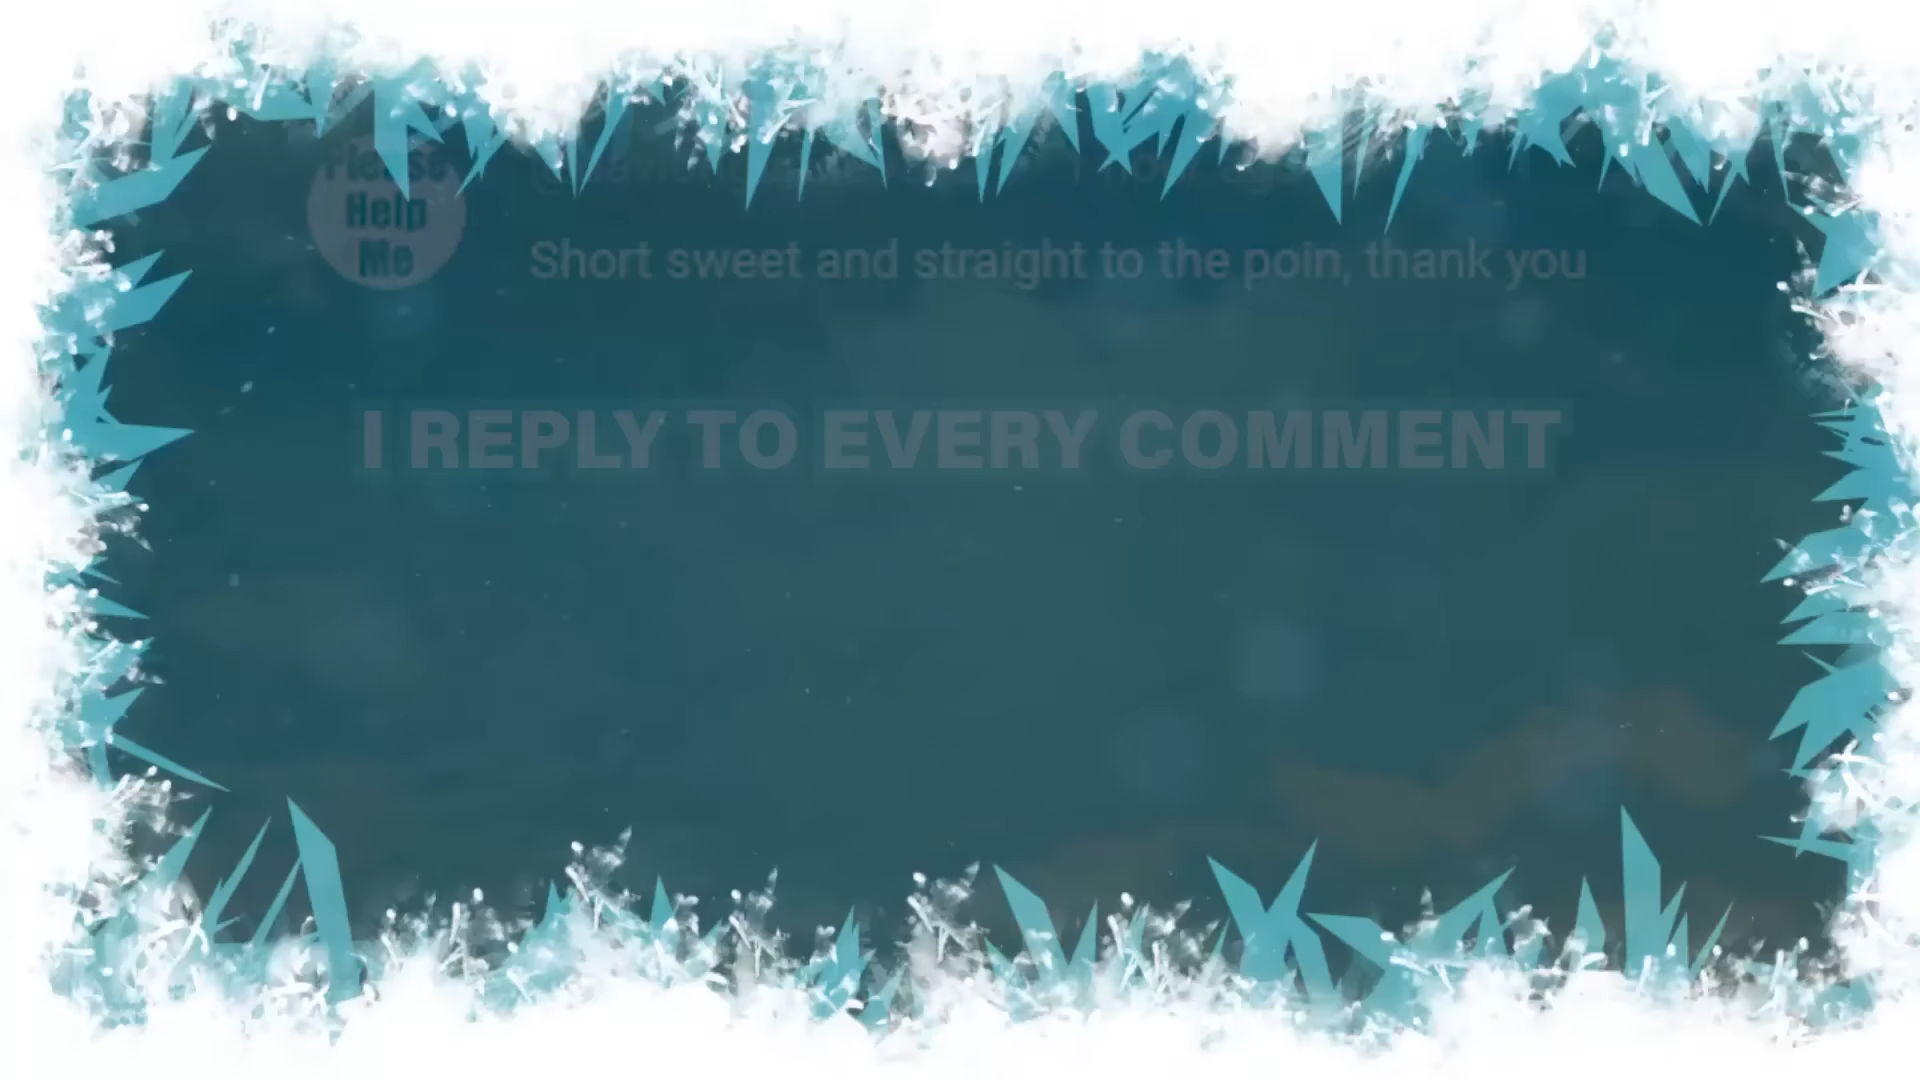 Please
Help
Me
Short sweet and straight to the poin, thank you
I REPLY TO EVERY COMMENT